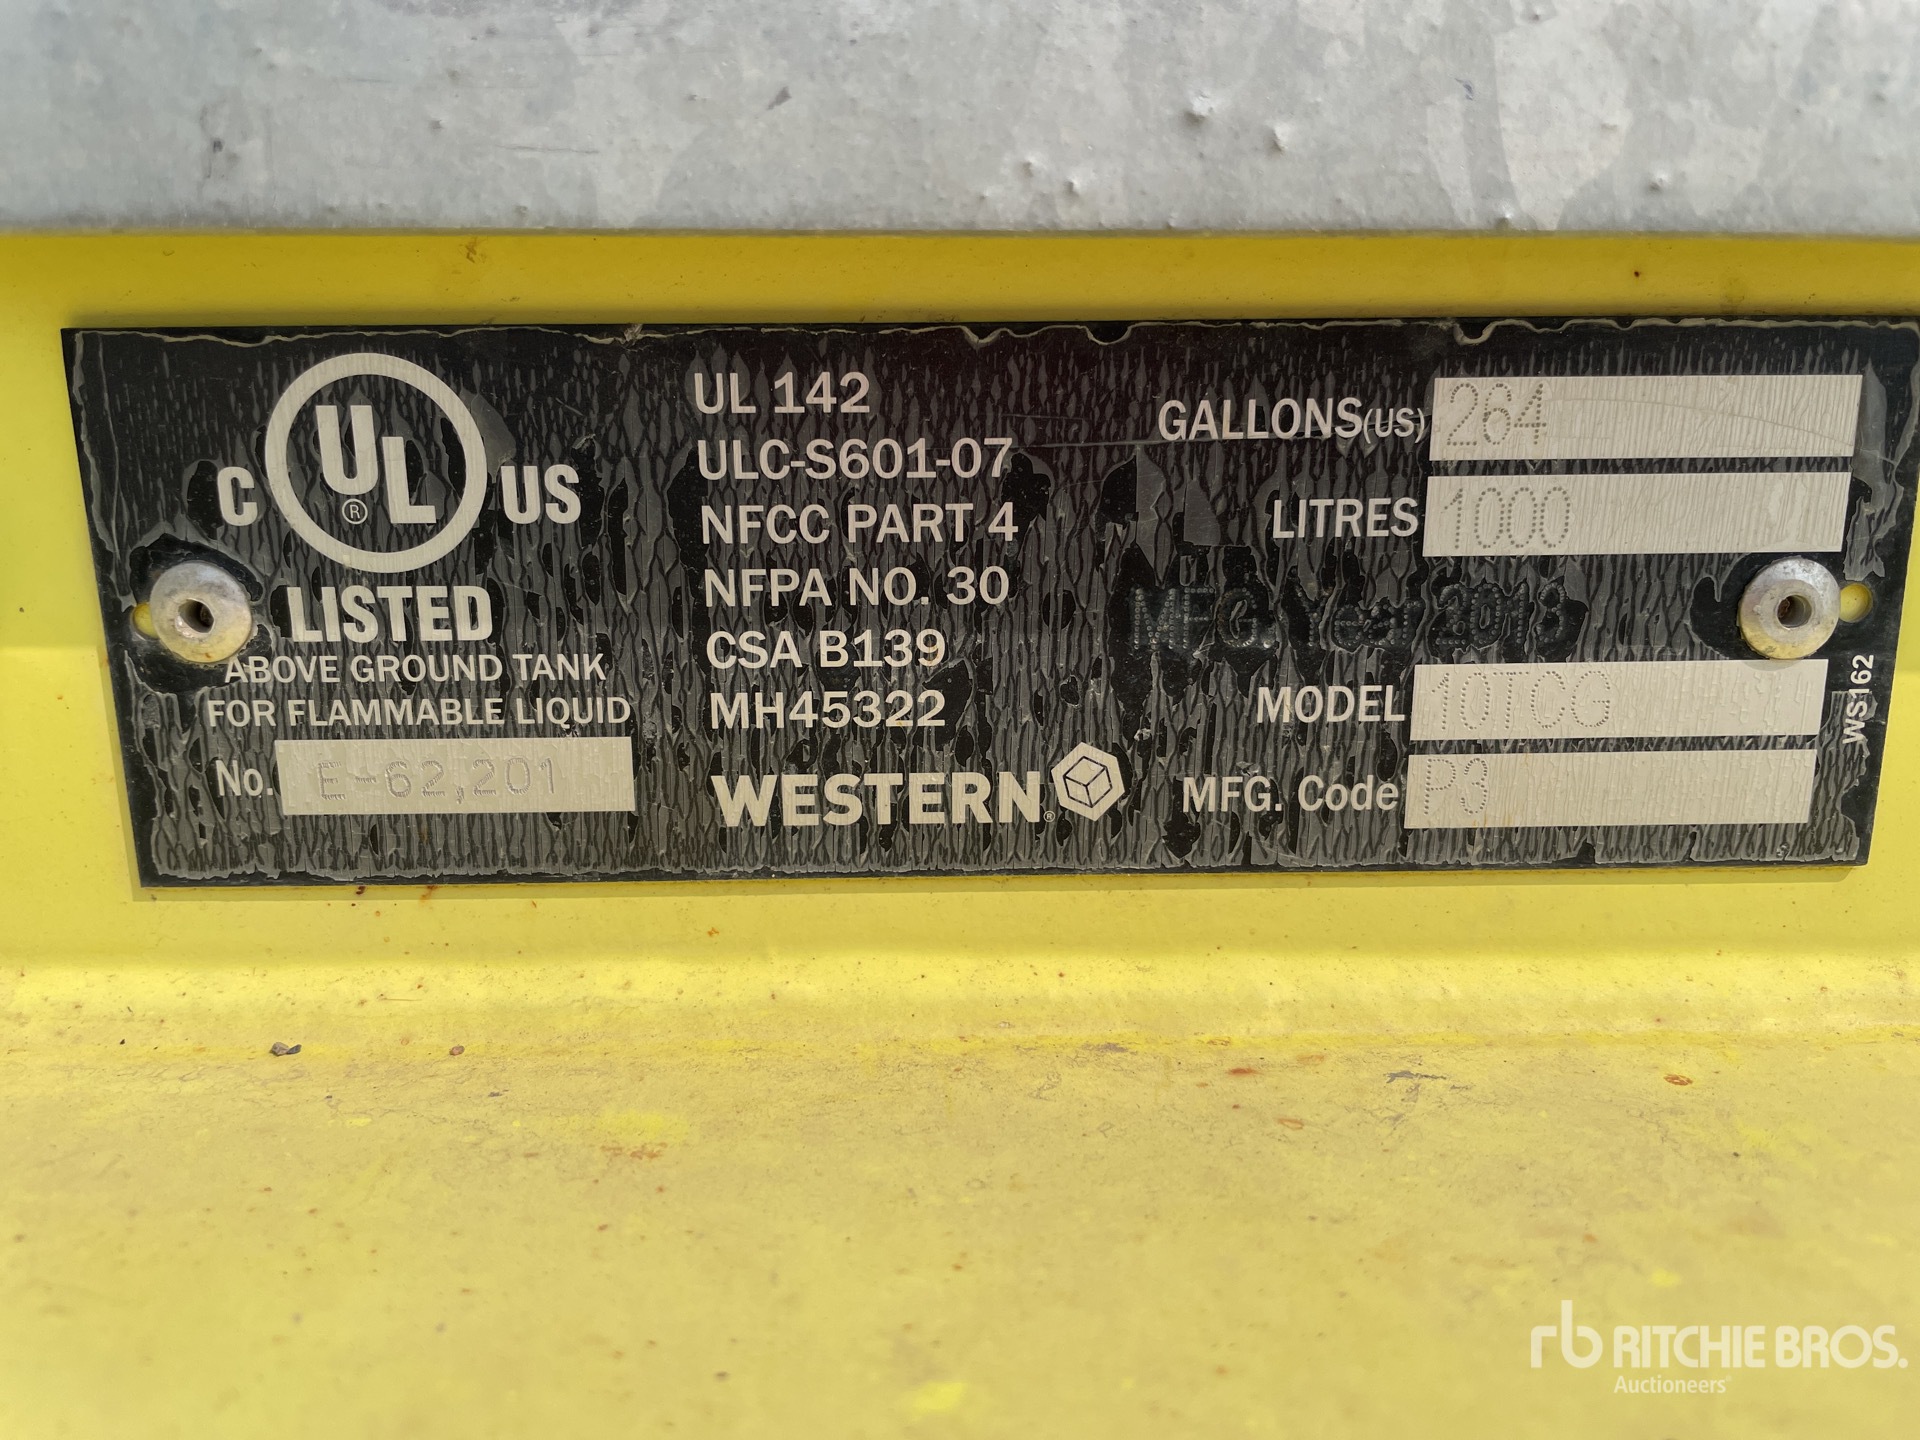 C UL ® US
LISTED
ABOVE GROUND TANK
FOR FLAMMABLE LIQUID
No. E-62,201
UL 142
ULC-S601-07
NFCC PART 4
NFPA NO. 30
CSA B139
MH45322
WESTERN®
GALLONS(US) 264
LITRES 1000
MFG. Year 2013
MODEL 10TCG
MFG. Code P3
WS162
rb RITCHIE BROS.
Auctioneers